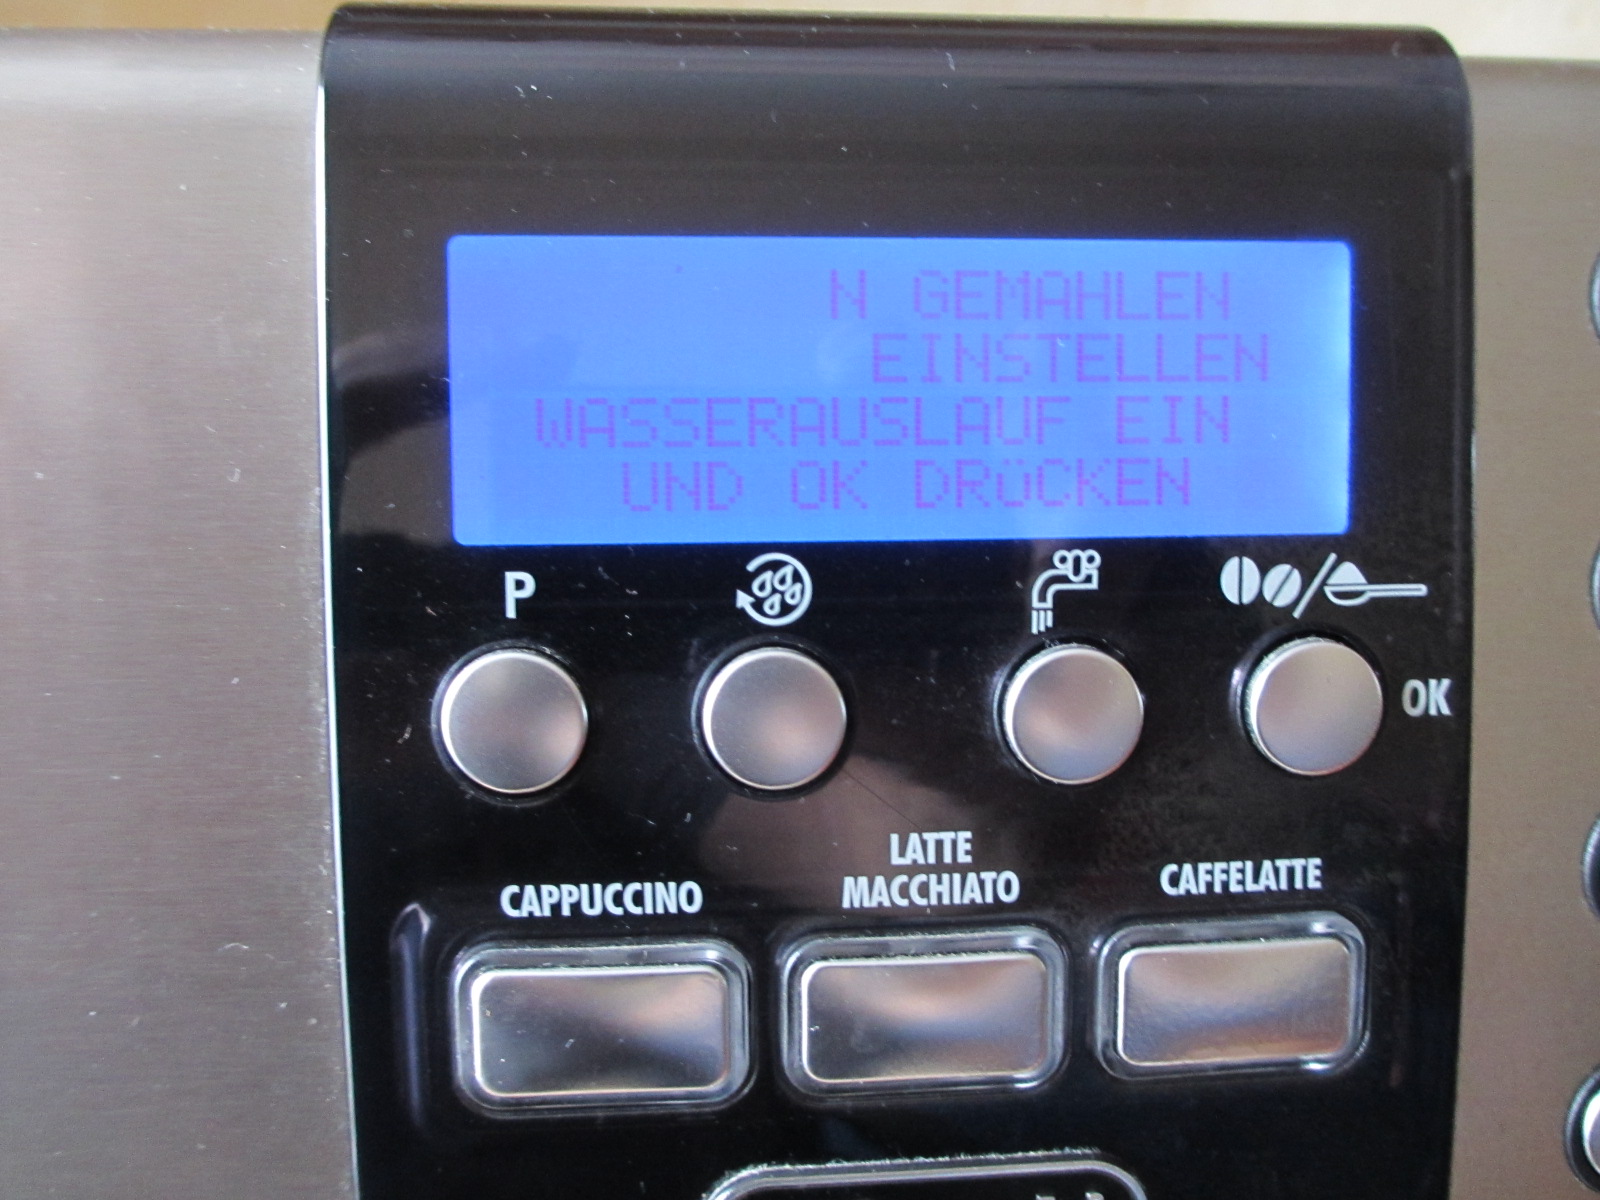 N GEMAHLEN
EINSTELLEN
WASSERAUSLAUF EIN
UND OK DRÜCKEN
P
OK
CAPPUCCINO
LATTE
MACCHIATO
CAFFELATTE